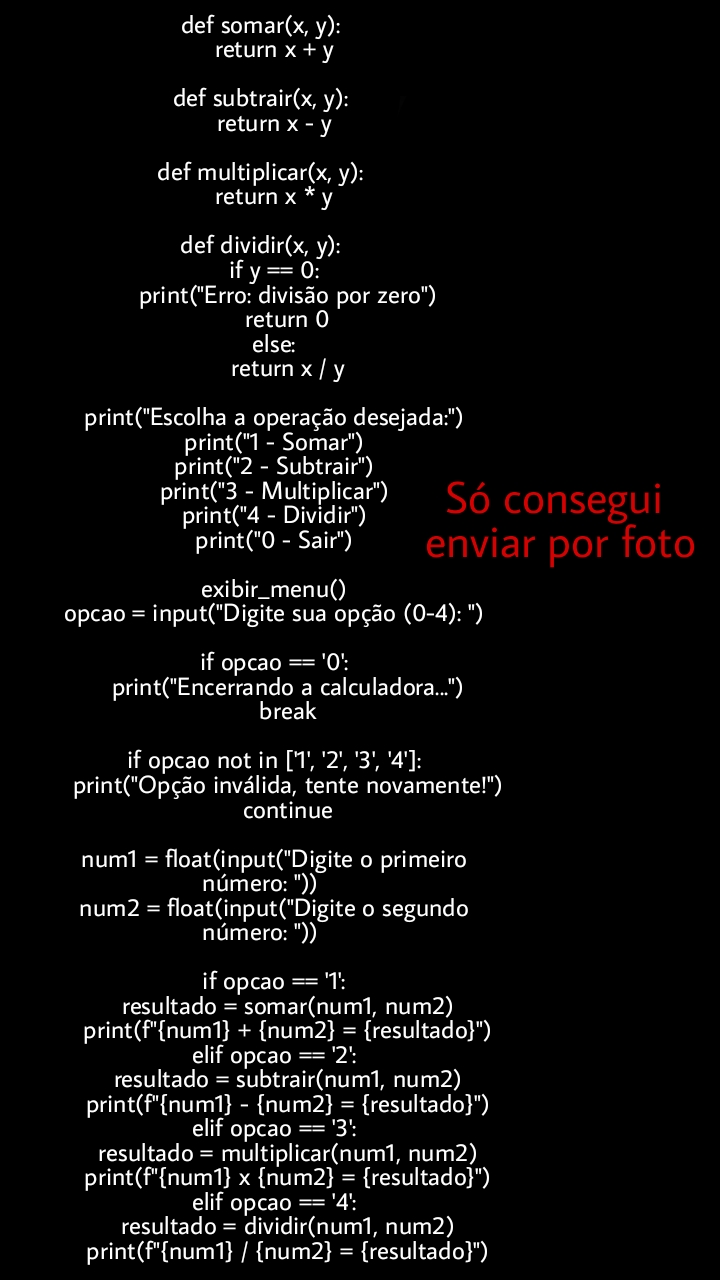 def somar(x, y):
return x + y
def subtrair(x, y):
return x - y
def multiplicar(x, y):
return x * y
def dividir(x, y):
if y == 0:
print("Erro: divisão por zero")
return 0
else:
return x / y
print("Escolha a operação desejada:")
print("1 - Somar")
print("2 - Subtrair")
print("3 - Multiplicar")
print("4 - Dividir")
print("0 - Sair")
Só consegui
enviar por foto
exibir_menu()
opcao = input("Digite sua opção (0-4): ")
if opcao == '0':
print("Encerrando a calculadora...")
break
if opcao not in ['1', '2', '3', '4']:
print("Opção inválida, tente novamente!")
continue
num1 = float(input("Digite o primeiro
número: "))
num2 = float(input("Digite o segundo
número: "))
if opcao == '1':
resultado = somar(num1, num2)
print(f"{num1} + {num2} = {resultado}")
elif opcao == '2':
resultado = subtrair(num1, num2)
print(f"{num1} - {num2} = {resultado}")
elif opcao == '3':
resultado = multiplicar(num1, num2)
print(f"{num1} x {num2} = {resultado}")
elif opcao == '4':
resultado = dividir(num1, num2)
print(f"{num1} / {num2} = {resultado}")